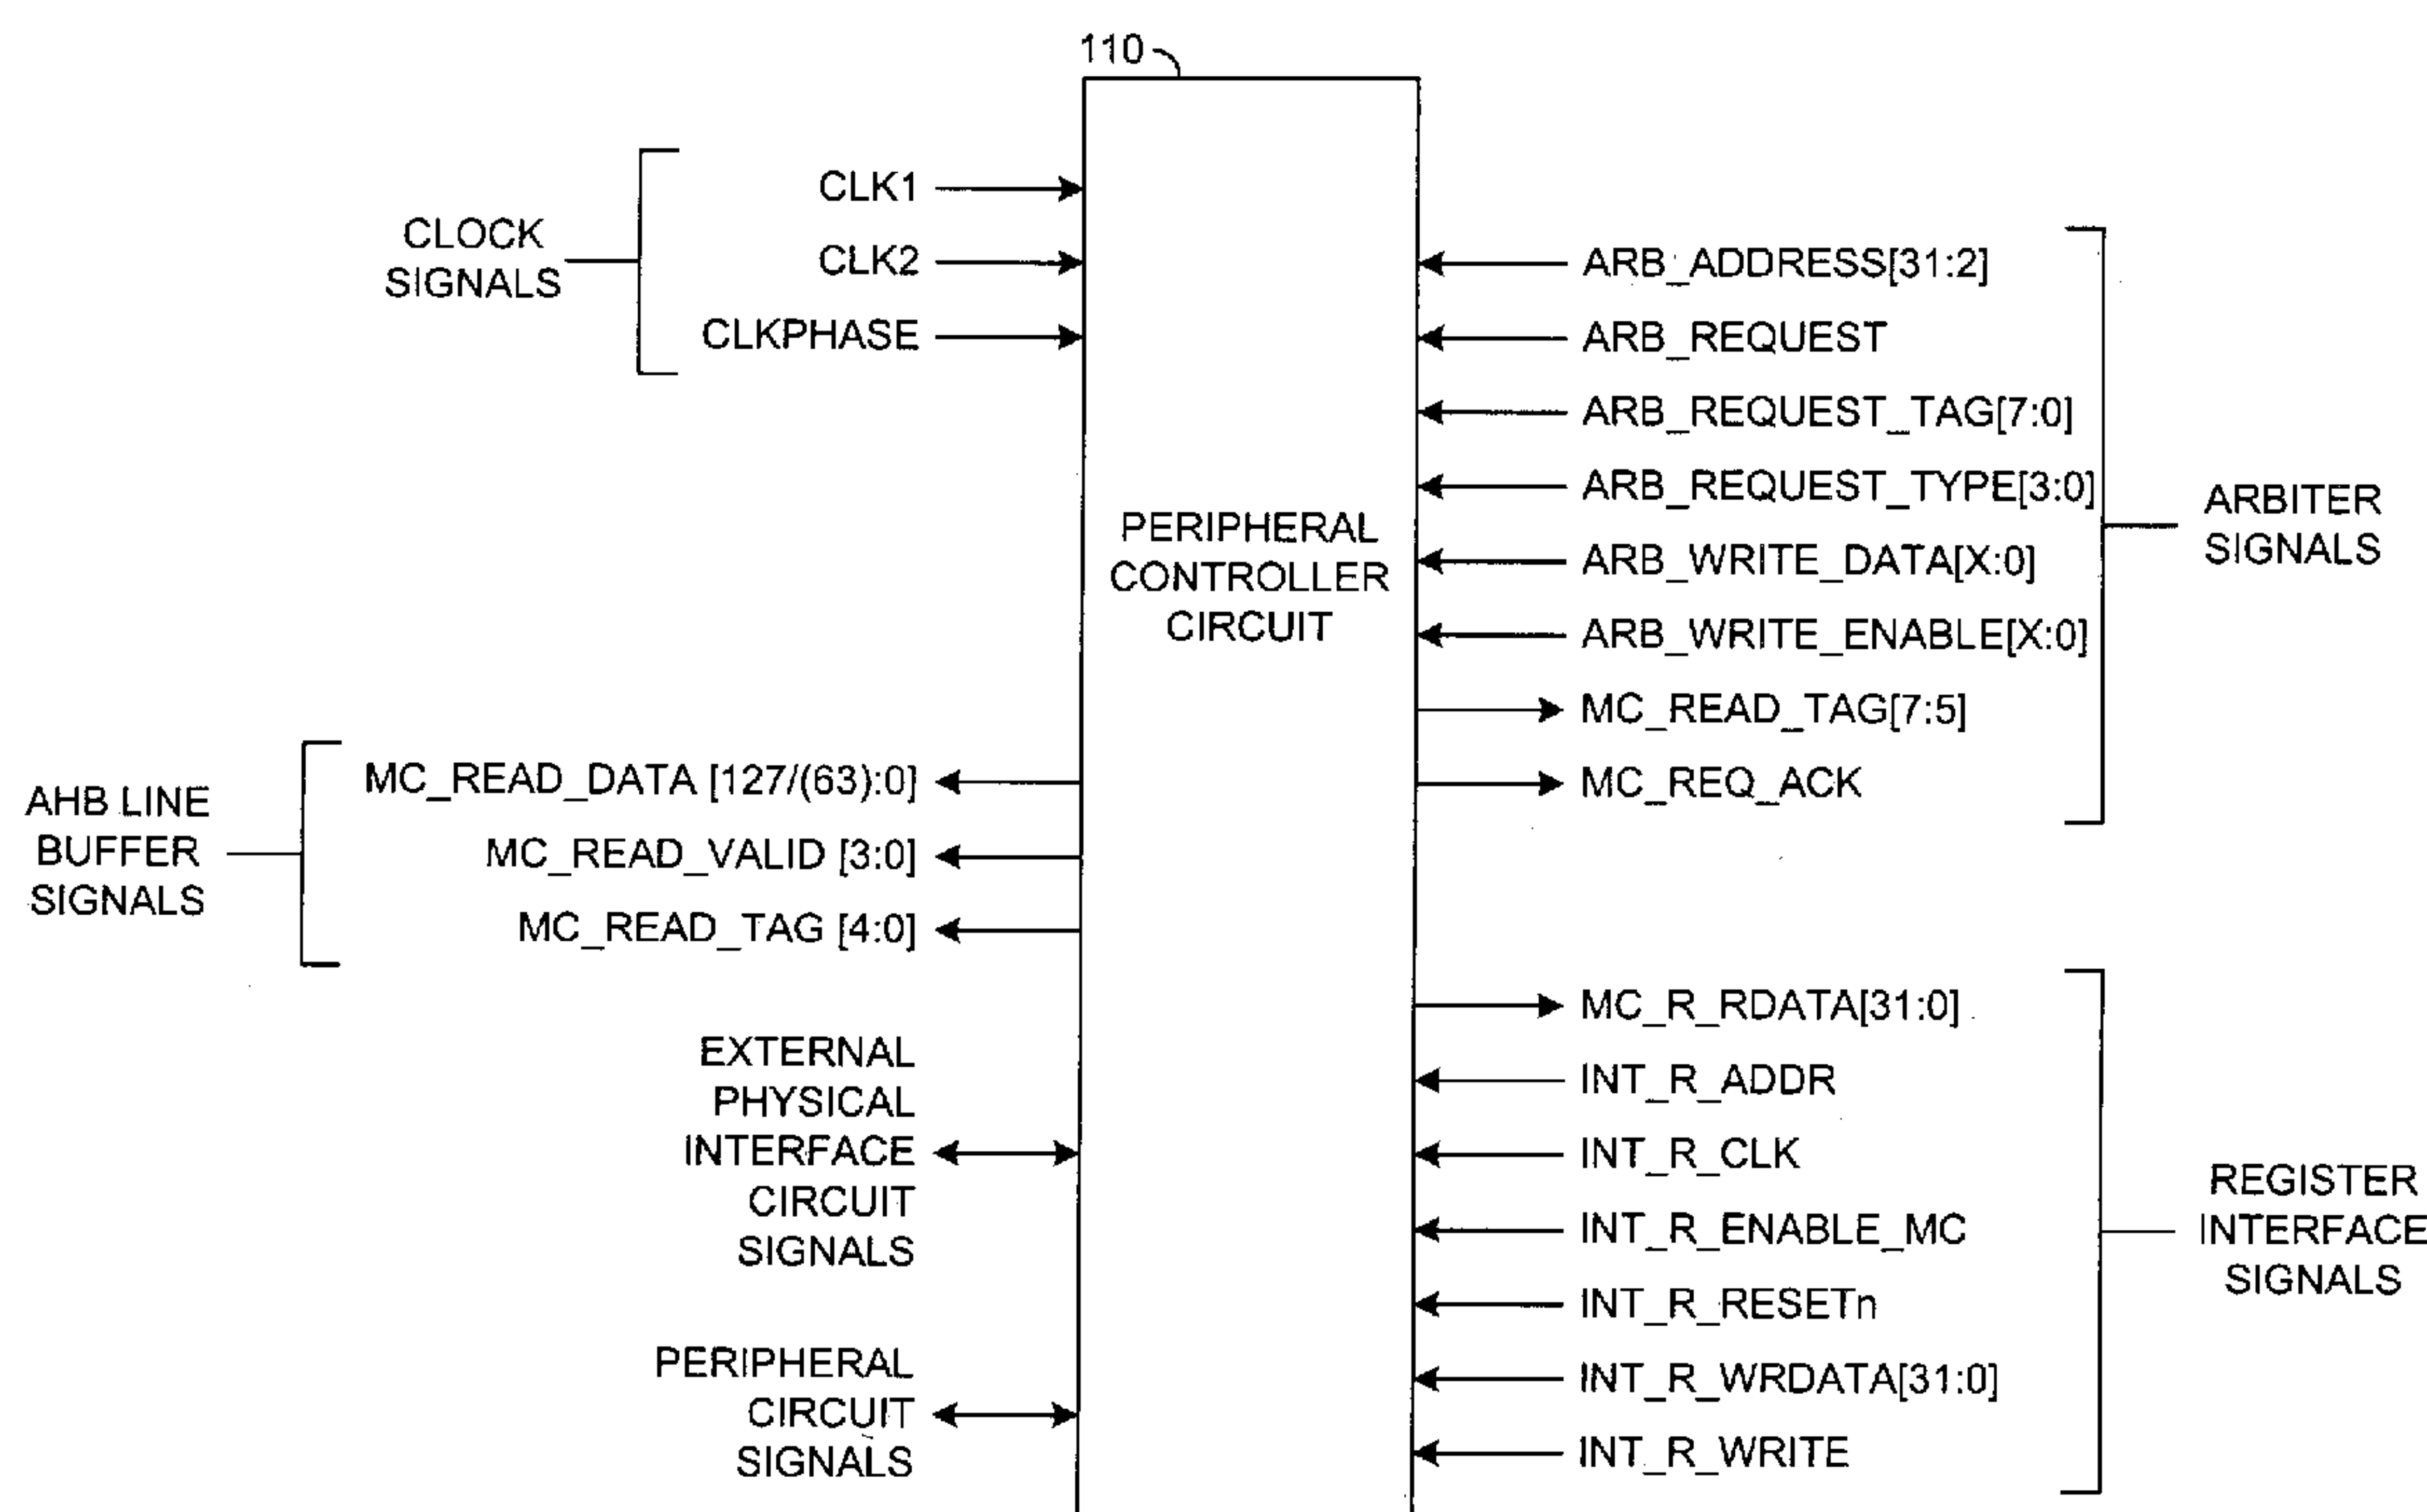 110
CLOCK
SIGNALS
CLK1
CLK2
CLKPHASE
AHB LINE
BUFFER
SIGNALS
MC_READ_DATA [127/(63):0]
MC_READ_VALID [3:0]
MC_READ_TAG [4:0]
EXTERNAL
PHYSICAL
INTERFACE
CIRCUIT
SIGNALS
PERIPHERAL
CIRCUIT
SIGNALS
PERIPHERAL
CONTROLLER
CIRCUIT
ARB_ADDRESS[31:2]
ARB_REQUEST
ARB_REQUEST_TAG[7:0]
ARB_REQUEST_TYPE[3:0]
ARB_WRITE_DATA[X:0]
ARB_WRITE_ENABLE[X:0]
MC_READ_TAG[7:5]
MC_REQ_ACK
ARBITER
SIGNALS
MC_R_RDATA[31:0]
INT_R_ADDR
INT_R_CLK
INT_R_ENABLE_MC
INT_R_RESETn
INT_R_WRDATA[31:0]
INT_R_WRITE
REGISTER
INTERFACE
SIGNALS